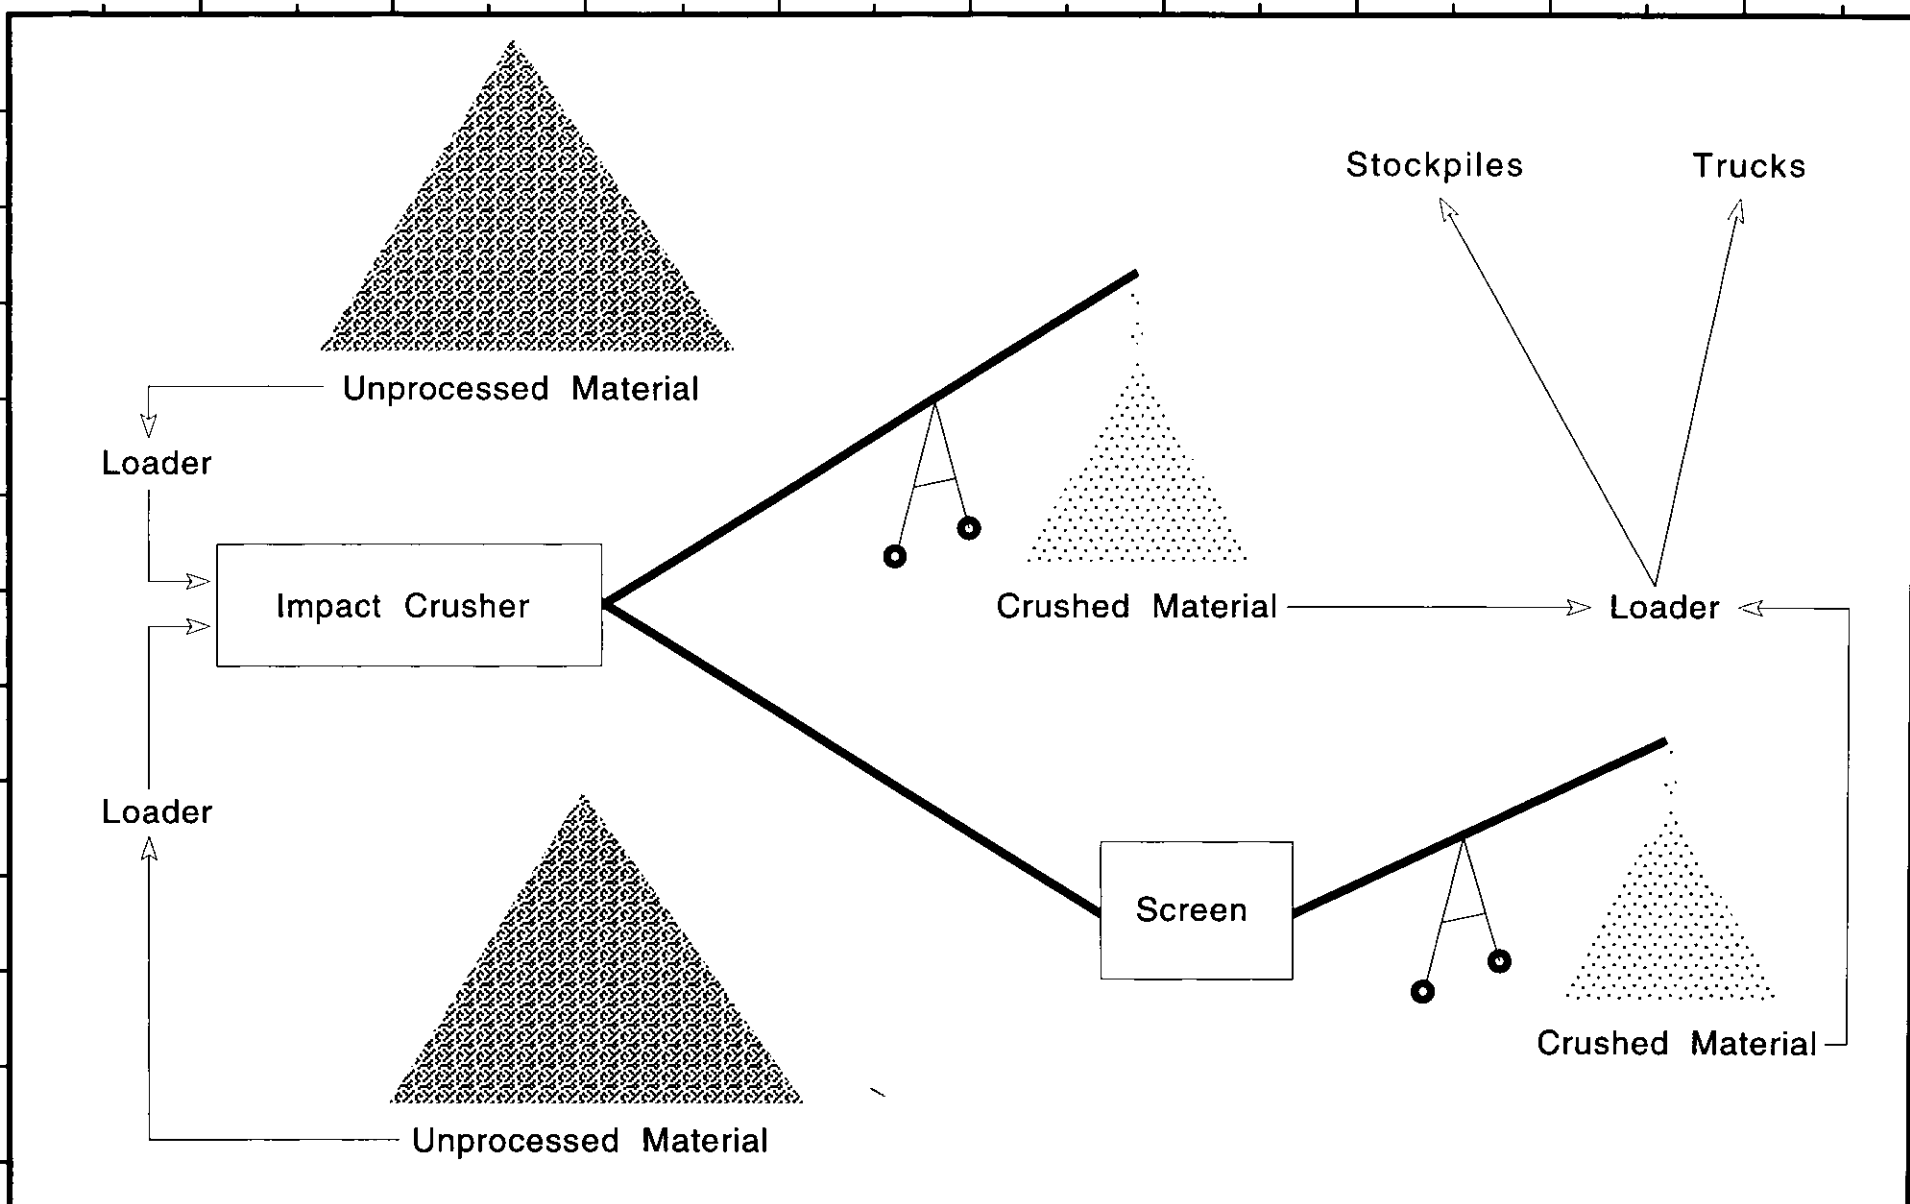 Stockpiles
Trucks
Unprocessed Material
Loader
Impact Crusher
Crushed Material
Loader
Loader
Screen
Crushed Material
Unprocessed Material